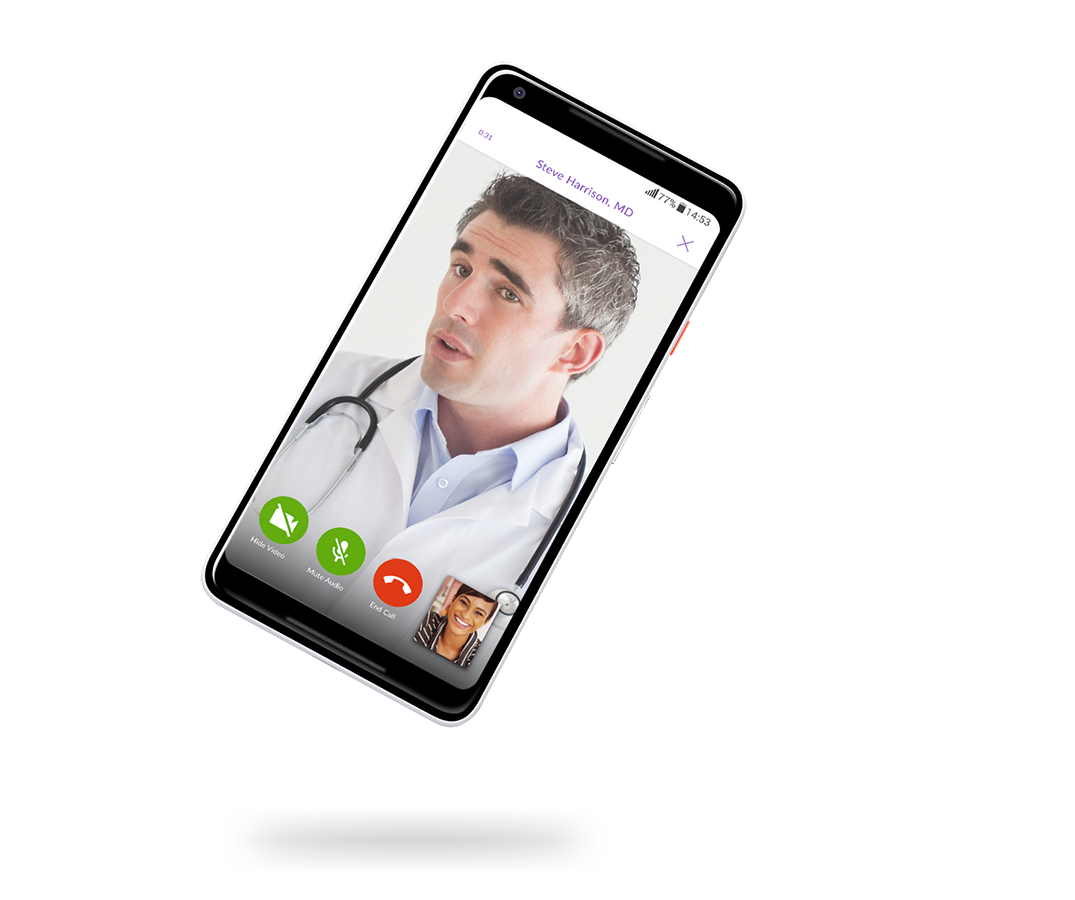 77% 14:53
0:31
Steve Harrison, MD
Hide Video
Mute Audio
End Call